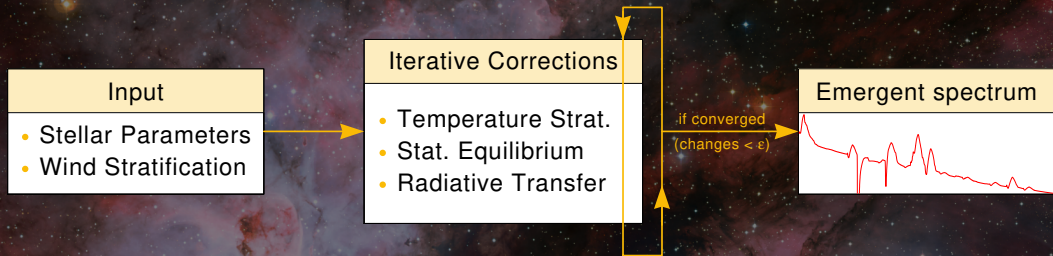 Input
• Stellar Parameters
• Wind Stratification
Iterative Corrections
• Temperature Strat.
• Stat. Equilibrium
• Radiative Transfer
if converged
(changes < ε)
Emergent spectrum